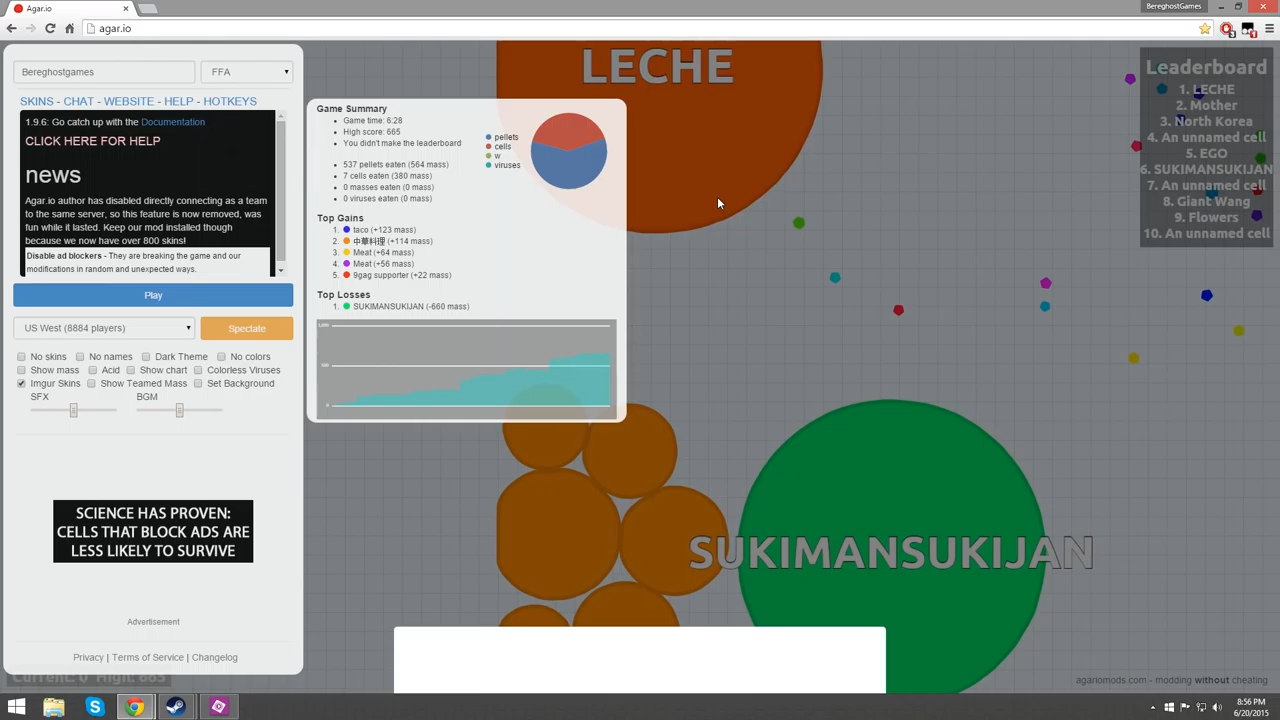 Agar.io
BereghostGames
agar.io
Bereghostgames
FFA
SKINS - CHAT - WEBSITE - HELP - HOTKEYS
1.9.6: Go catch up with the Documentation
CLICK HERE FOR HELP
news
Agar.io author has disabled directly connecting as a team
to the same server, so this feature is now removed, was
fun while it lasted. Keep our mod installed though
because we now have over 800 skins!
Disable ad blockers - They are breaking the game and our
modifications in random and unexpected ways.
Play
US West (8884 players)
Spectate
No skins
No names
Dark Theme
No colors
Show mass
Acid
Show chart
Colorless Viruses
Imgur Skins
Show Teamed Mass
Set Background
SFX
BGM
SCIENCE HAS PROVEN:
CELLS THAT BLOCK ADS ARE
LESS LIKELY TO SURVIVE
Advertisement
Privacy | Terms of Service | Changelog
Current: 0 High: 665
Game Summary
Game time: 6:28
High score: 665
You didn't make the leaderboard
537 pellets eaten (564 mass)
7 cells eaten (380 mass)
0 masses eaten (0 mass)
0 viruses eaten (0 mass)
pellets
cells
w
viruses
Top Gains
1. taco (+123 mass)
2. 中華料理 (+114 mass)
3. Meat (+64 mass)
4. Meat (+56 mass)
5. 9gag supporter (+22 mass)
Top Losses
1. SUKIMANSUKIJAN (-660 mass)
1,000
500
0
LECHE
SUKIMANSUKIJAN
Leaderboard
1. LECHE
2. Mother
3. North Korea
4. An unnamed cell
5. EGO
6. SUKIMANSUKIJAN
7. An unnamed cell
8. Giant Wang
9. Flowers
10. An unnamed cell
agariomods.com - modding without cheating
8:56 PM
6/20/2015